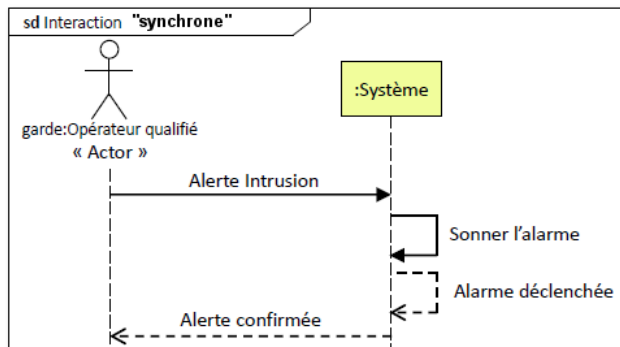 sd Interaction "synchrone"
:Système
garde:Opérateur qualifié
« Actor »
Alerte Intrusion
Sonner l'alarme
Alarme déclenchée
Alerte confirmée